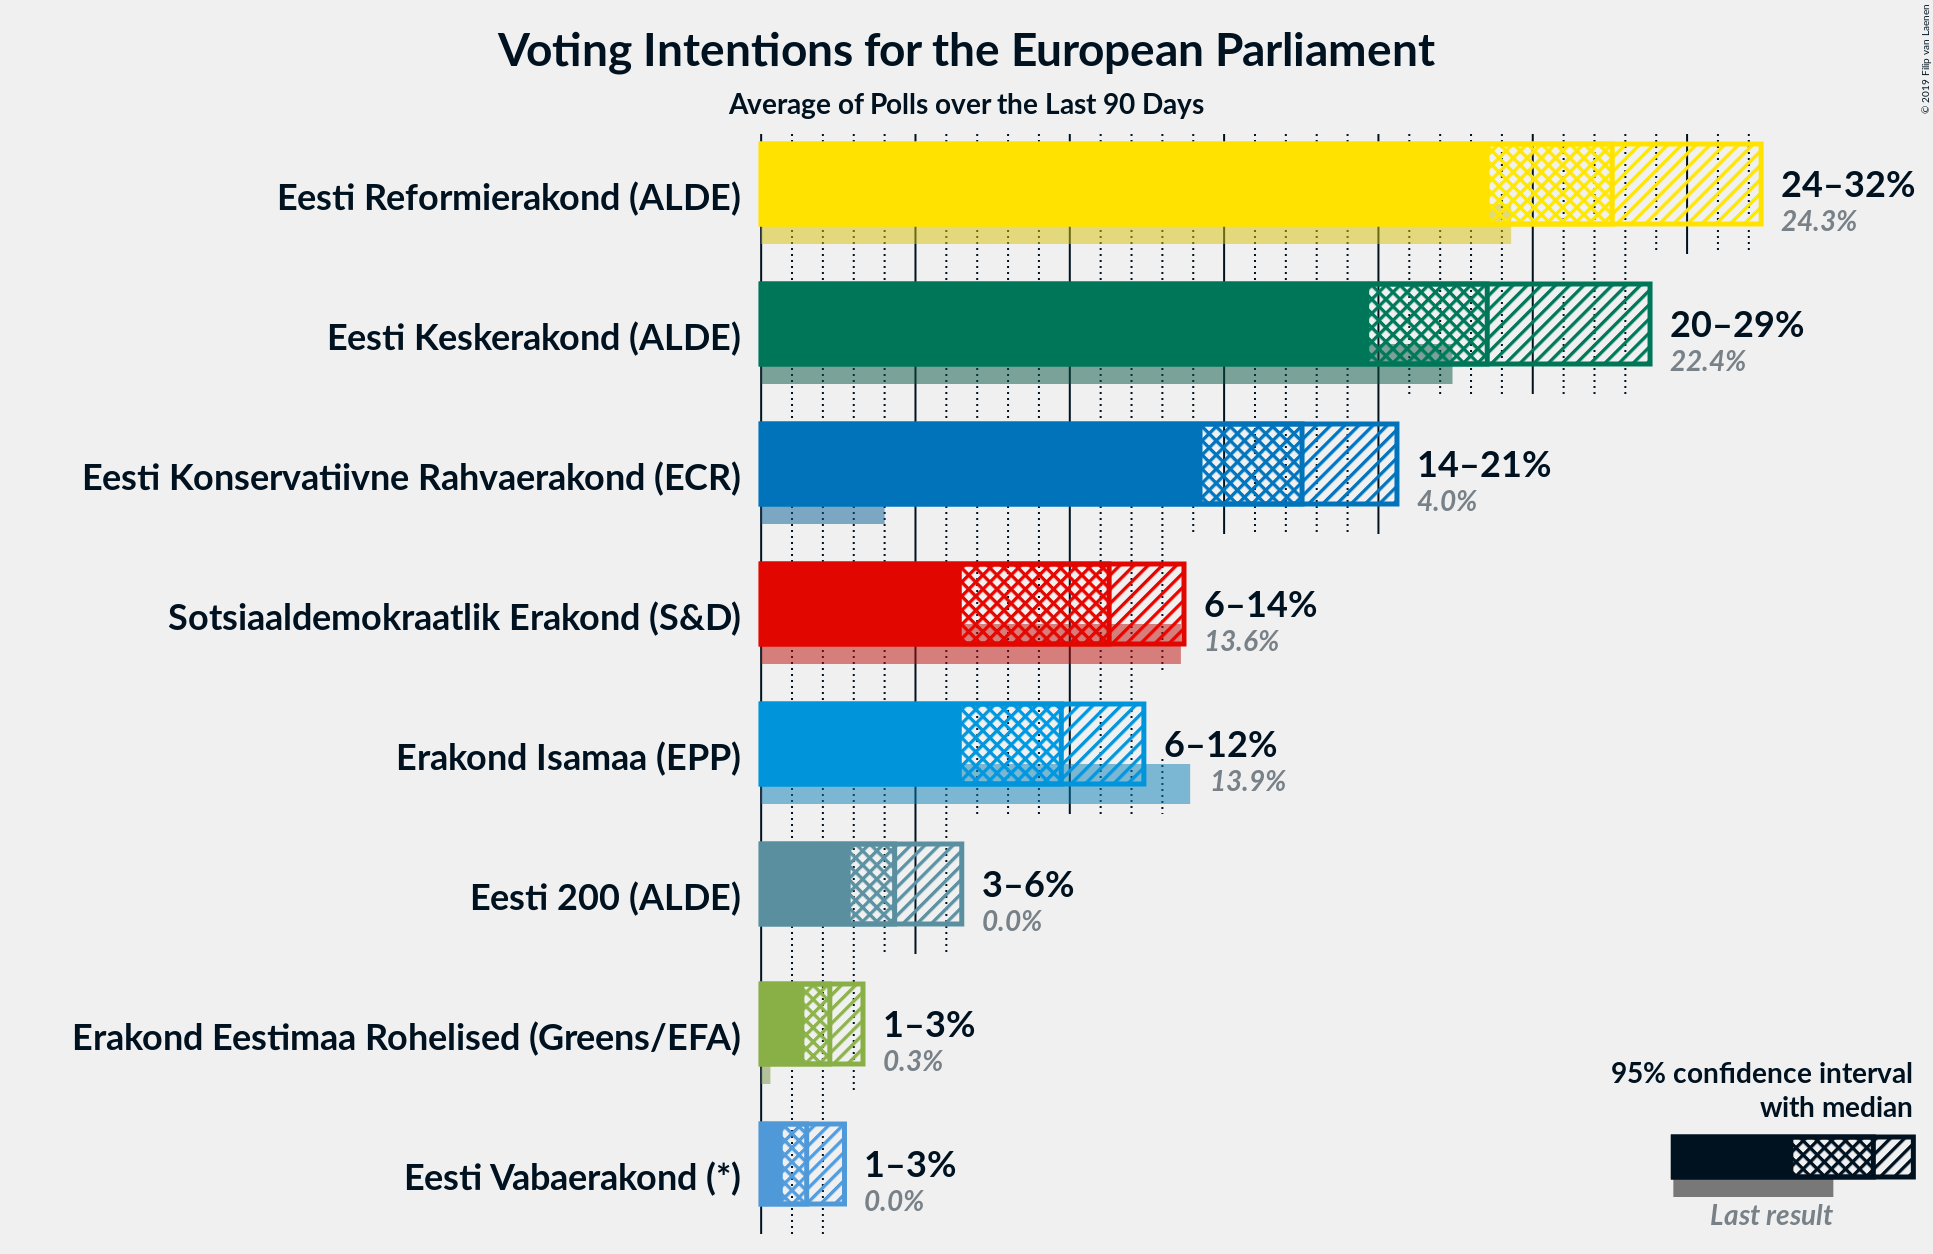 Voting Intentions for the European Parliament
Average of Polls over the Last 90 Days
© 2019 Filip van Laenen
Eesti Reformierakond (ALDE)
24–32%
24.3%
Eesti Keskerakond (ALDE)
20–29%
22.4%
Eesti Konservatiivne Rahvaerakond (ECR)
14–21%
4.0%
Sotsiaaldemokraatlik Erakond (S&D)
6–14%
13.6%
Erakond Isamaa (EPP)
6–12%
13.9%
Eesti 200 (ALDE)
3–6%
0.0%
Erakond Eestimaa Rohelised (Greens/EFA)
1–3%
0.3%
Eesti Vabaerakond (*)
1–3%
0.0%
95% confidence interval
with median
Last result